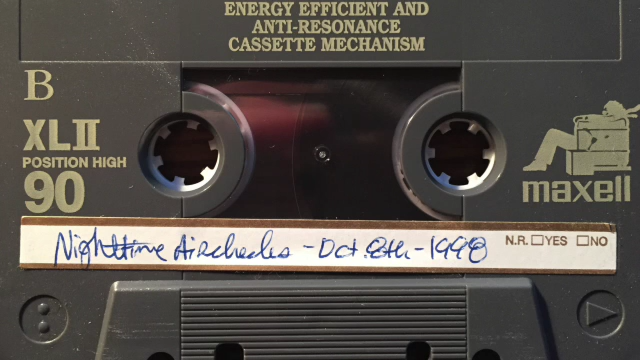 ENERGY EFFICIENT AND
ANTI-RESONANCE
CASSETTE MECHANISM
B
XLII
POSITION HIGH
90
maxell
Nighttime Airchecks - Oct. 8th - 1998
N.R. □YES □NO